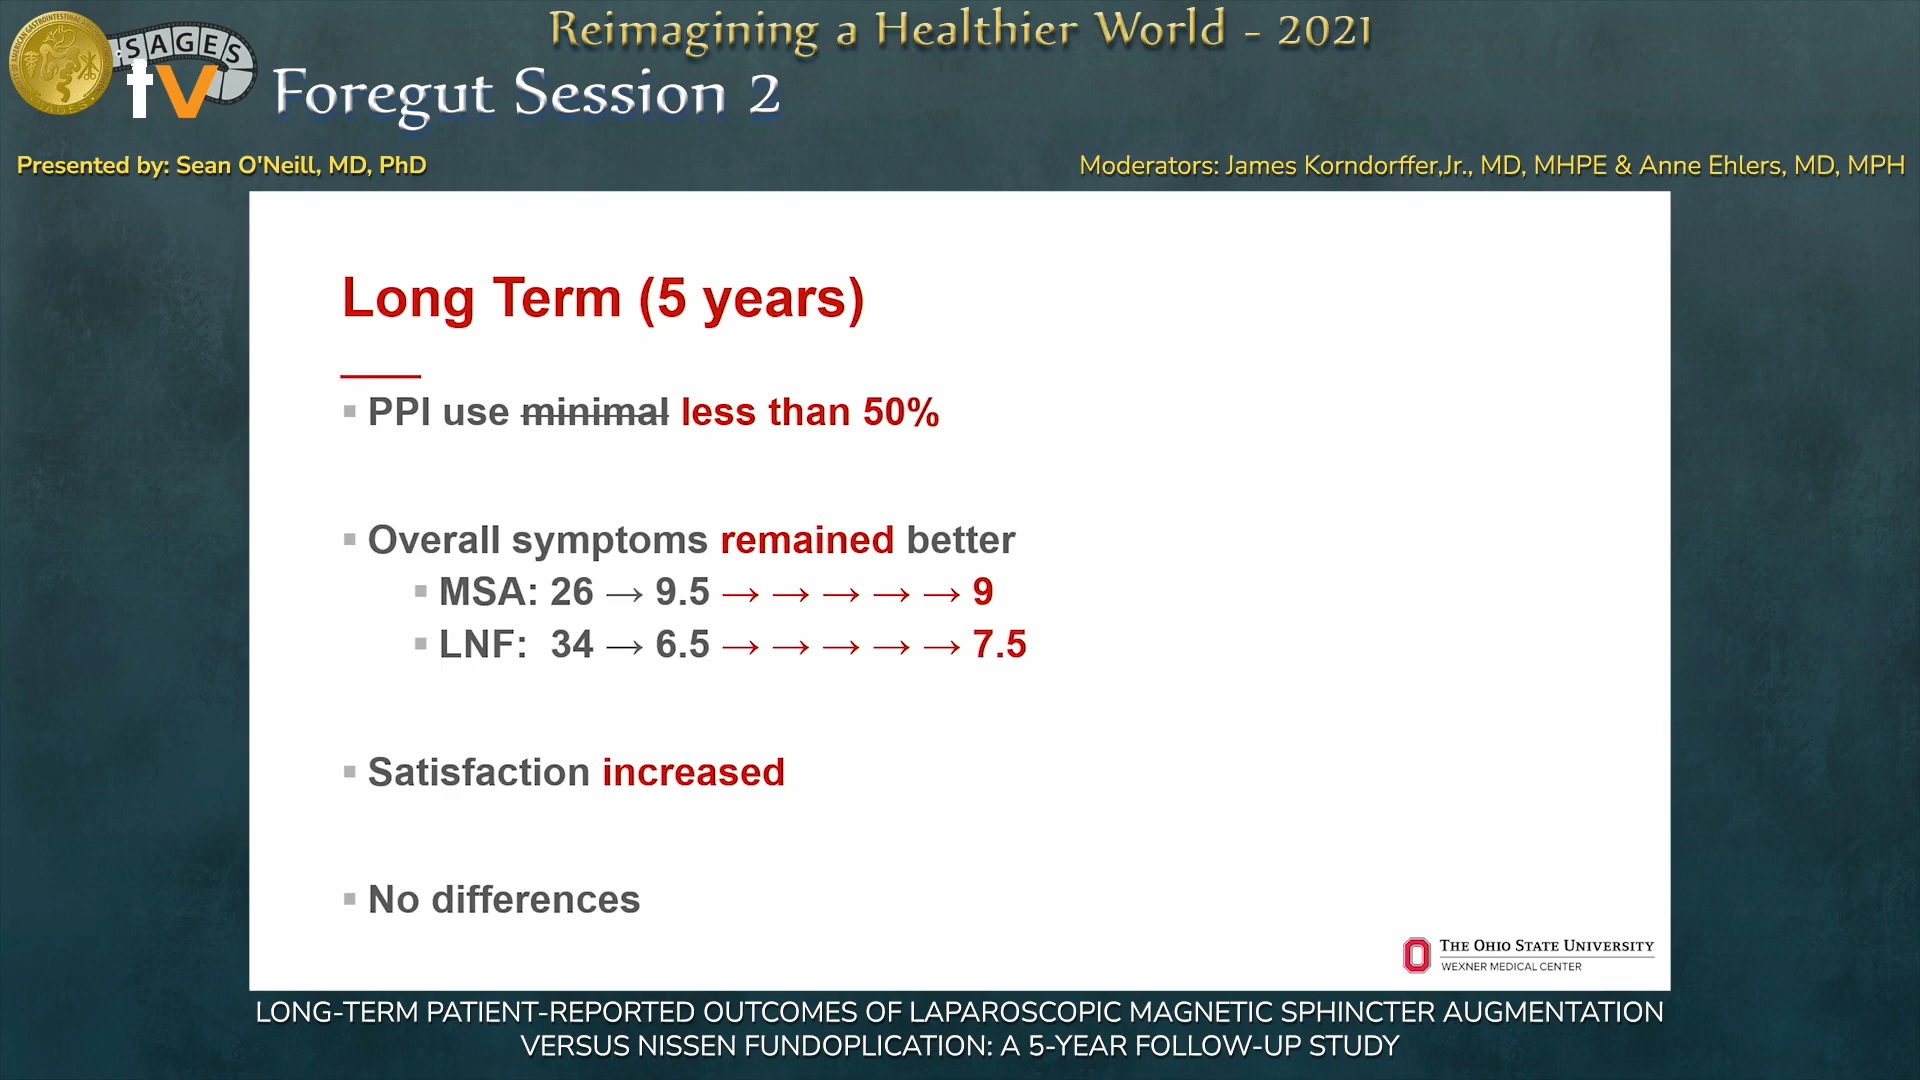 Reimagining a Healthier World - 2021
SAGES
tv
Foregut Session 2
Presented by: Sean O'Neill, MD, PhD
Moderators: James Korndorffer,Jr., MD, MHPE & Anne Ehlers, MD, MPH
Long Term (5 years)
▪ PPI use minimal less than 50%
▪ Overall symptoms remained better
▪ MSA: 26 → 9.5 → → → → → 9
▪ LNF: 34 → 6.5 → → → → → 7.5
▪ Satisfaction increased
▪ No differences
THE OHIO STATE UNIVERSITY
WEXNER MEDICAL CENTER
LONG-TERM PATIENT-REPORTED OUTCOMES OF LAPAROSCOPIC MAGNETIC SPHINCTER AUGMENTATION
VERSUS NISSEN FUNDOPLICATION: A 5-YEAR FOLLOW-UP STUDY